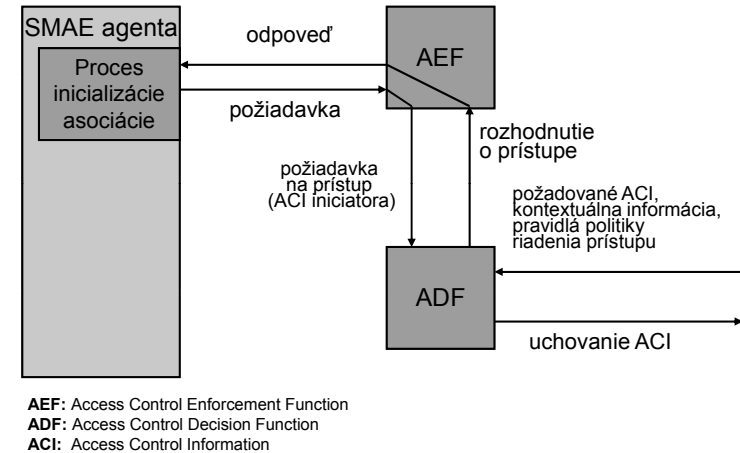 SMAE agenta
Proces
inicializácie
asociácie
odpoveď
požiadavka
AEF
rozhodnutie
o prístupe
požiadavka
na prístup
(ACI iniciatora)
požadované ACI,
kontextuálna informácia,
pravidlá politiky
riadenia prístupu
ADF
uchovanie ACI
AEF: Access Control Enforcement Function
ADF: Access Control Decision Function
ACI: Access Control Information